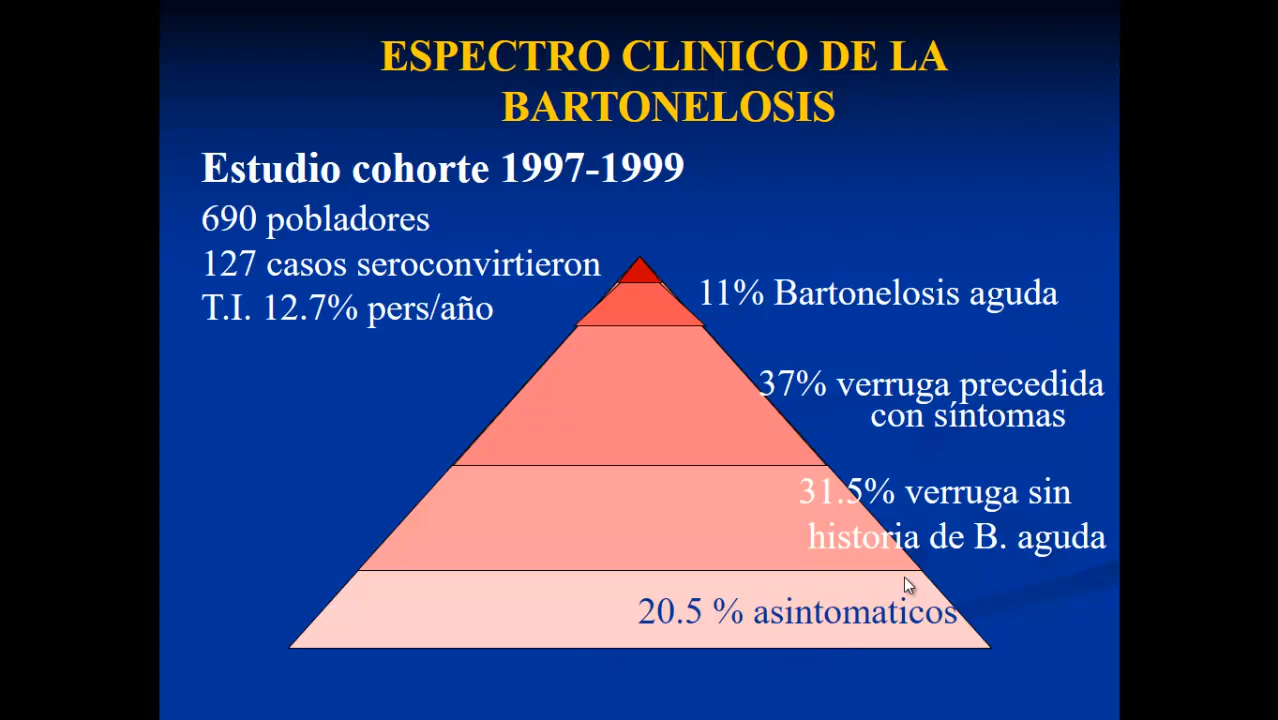 ESPECTRO CLINICO DE LA
BARTONELOSIS
Estudio cohorte 1997-1999
690 pobladores
127 casos seroconvirtieron
T.I. 12.7% pers/año
11% Bartonelosis aguda
37% verruga precedida
con síntomas
31.5% verruga sin
historia de B. aguda
20.5 % asintomaticos